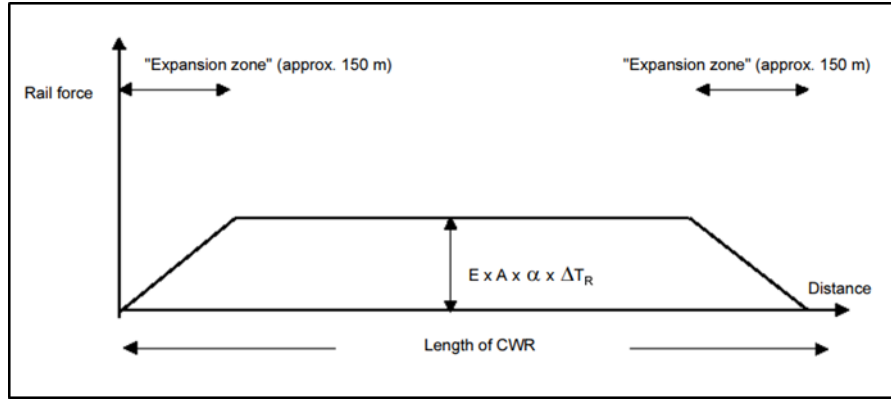 "Expansion zone" (approx. 150 m)
"Expansion zone" (approx. 150 m)
Rail force
E x A x α x ΔT_R
Distance
Length of CWR